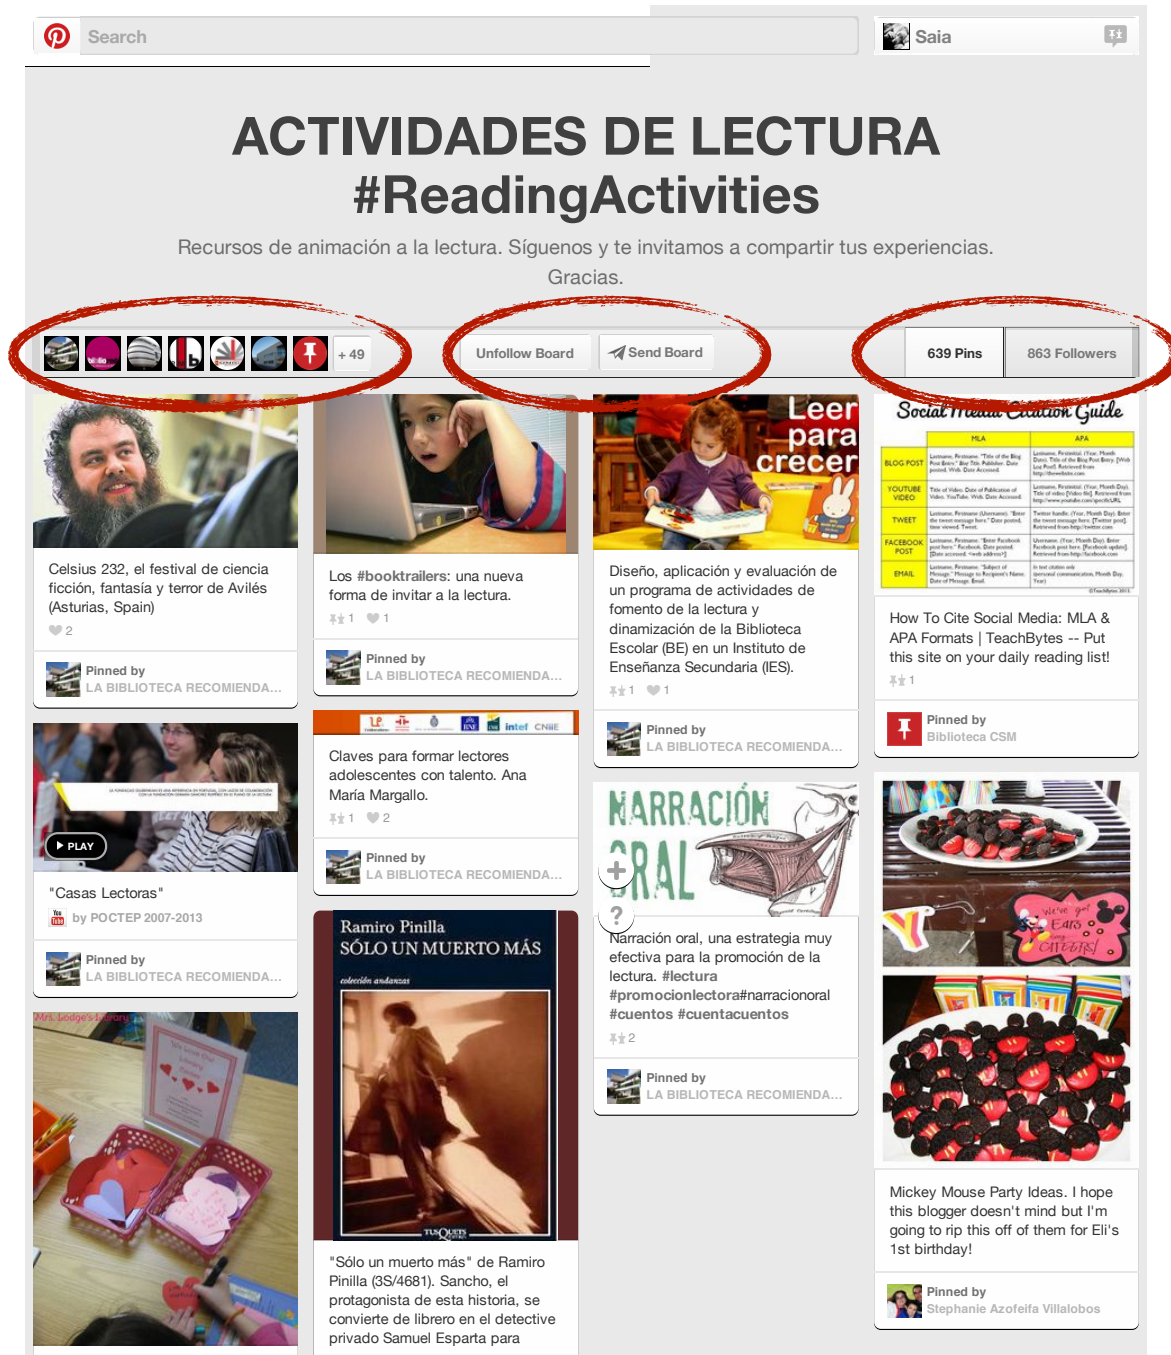 Search
Saia
ACTIVIDADES DE LECTURA
#ReadingActivities
Recursos de animación a la lectura. Síguenos y te invitamos a compartir tus experiencias.
Gracias.
+ 49
Unfollow Board
Send Board
639 Pins
863 Followers
Celsius 232, el festival de ciencia
ficción, fantasía y terror de Avilés
(Asturias, Spain)
2
Pinned by
LA BIBLIOTECA RECOMIENDA...
PLAY
"Casas Lectoras"
You Tube by POCTEP 2007-2013
Pinned by
LA BIBLIOTECA RECOMIENDA...
Mrs. Lodge's Library
Los #booktrailers: una nueva
forma de invitar a la lectura.
1 1
Pinned by
LA BIBLIOTECA RECOMIENDA...
intef CNIIE
Claves para formar lectores
adolescentes con talento. Ana
María Margallo.
1 2
Pinned by
LA BIBLIOTECA RECOMIENDA...
Ramiro Pinilla
SÓLO UN MUERTO MÁS
colección andanzas
TUSQUETS
"Sólo un muerto más" de Ramiro
Pinilla (3S/4681). Sancho, el
protagonista de esta historia, se
convierte de librero en el detective
privado Samuel Esparta para
Leer
para
crecer
Diseño, aplicación y evaluación de
un programa de actividades de
fomento de la lectura y
dinamización de la Biblioteca
Escolar (BE) en un Instituto de
Enseñanza Secundaria (IES).
1 1
Pinned by
LA BIBLIOTECA RECOMIENDA...
NARRACIÓN
ORAL
?
Narración oral, una estrategia muy
efectiva para la promoción de la
lectura. #lectura
#promocionlectora#narracionoral
#cuentos #cuentacuentos
2
Pinned by
LA BIBLIOTECA RECOMIENDA...
Social Media Citation Guide
MLA APA
BLOG POST
YOUTUBE
VIDEO
TWEET
FACEBOOK
POST
EMAIL
How To Cite Social Media: MLA &
APA Formats | TeachBytes -- Put
this site on your daily reading list!
1
Pinned by
Biblioteca CSM
We've got
EARS
CHEERS!
Mickey Mouse Party Ideas. I hope
this blogger doesn't mind but I'm
going to rip this off of them for Eli's
1st birthday!
Pinned by
Stephanie Azofeifa Villalobos